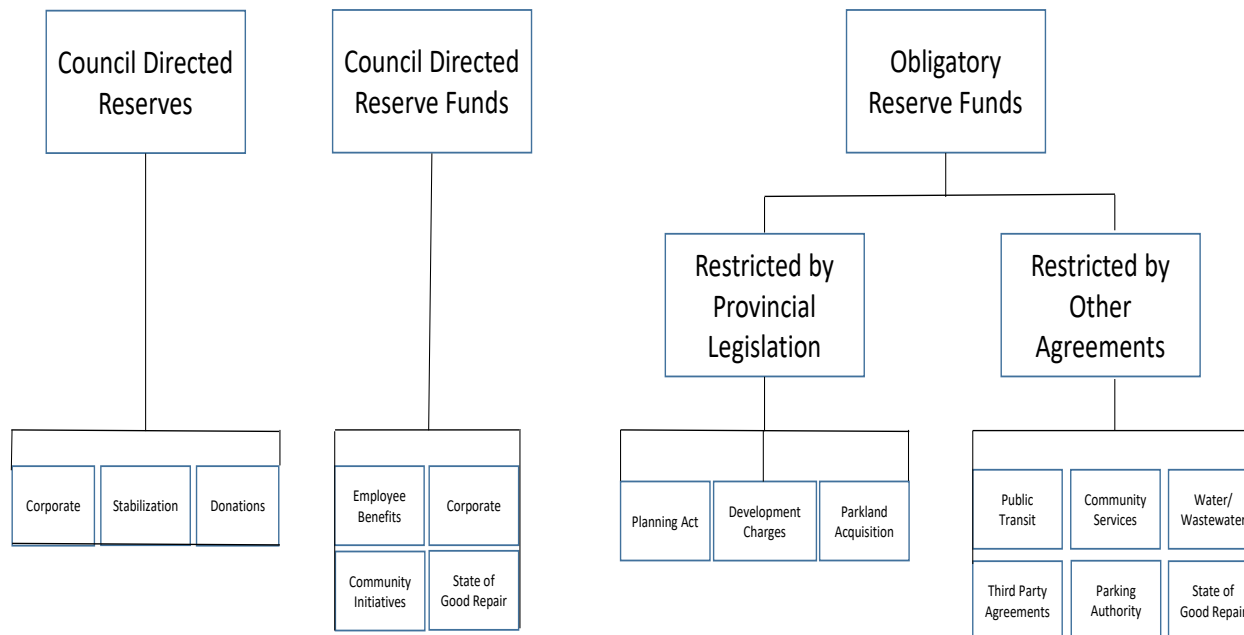 Council Directed
Reserves
Council Directed
Reserve Funds
Obligatory
Reserve Funds
Restricted by
Provincial
Legislation
Restricted by
Other
Agreements
Corporate
Stabilization
Donations
Employee
Benefits
Corporate
Community
Initiatives
State of
Good Repair
Planning Act
Development
Charges
Parkland
Acquisition
Public
Transit
Community
Services
Water/
Wastewater
Third Party
Agreements
Parking
Authority
State of
Good Repair